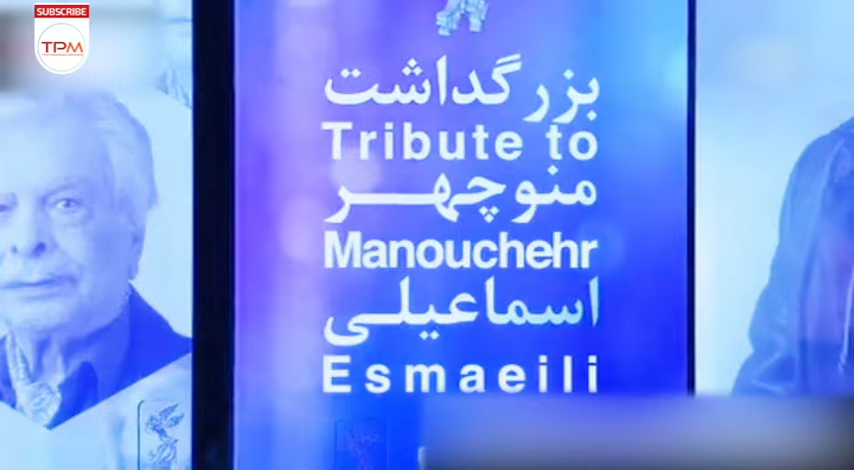 SUBSCRIBE
TPM
بزرگداشت
Tribute to
منوچهر
Manouchehr
اسماعیلی
Esmaeili